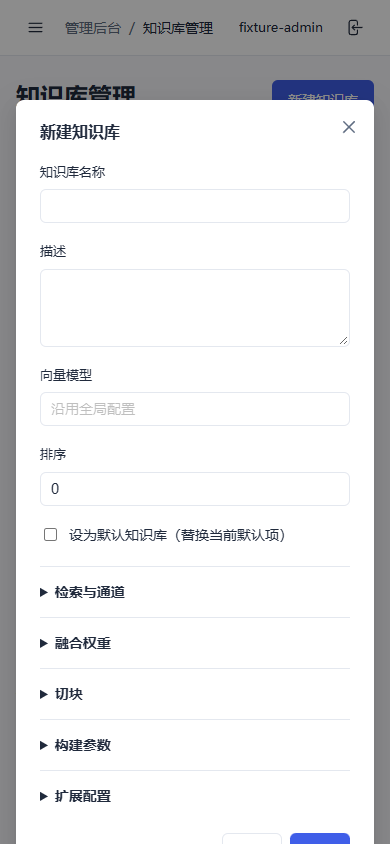 管理后台 / 知识库管理 fixture-admin
知识库管理
新建知识库
新建知识库
知识库名称
描述
向量模型
沿用全局配置
排序
0
设为默认知识库（替换当前默认项）
检索与通道
融合权重
切块
构建参数
扩展配置